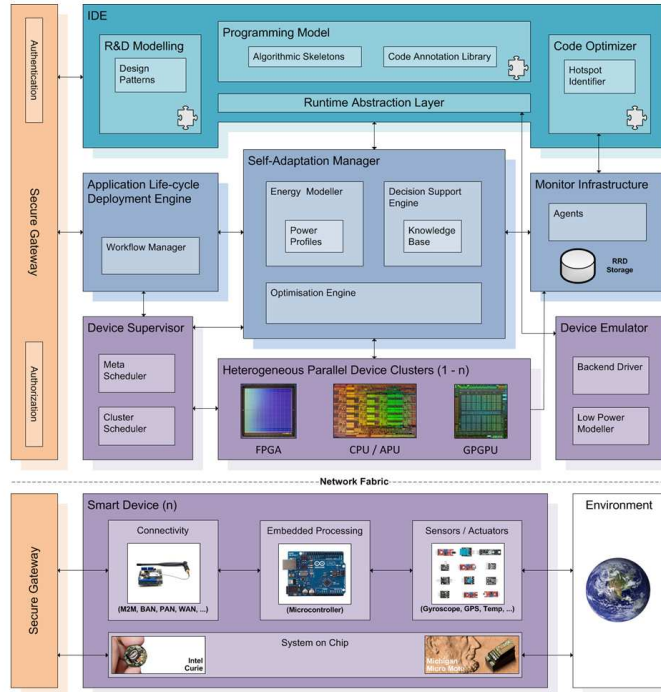 IDE
Programming Model
R&D Modelling
Code Optimizer
Authentication
Design
Patterns
Algorithmic Skeletons
Code Annotation Library
Hotspot
Identifier
Runtime Abstraction Layer
Secure Gateway
Self-Adaptation Manager
Application Life-cycle
Deployment Engine
Energy Modeller
Decision Support
Engine
Monitor Infrastructure
Workflow Manager
Power
Profiles
Knowledge
Base
Agents
RRD
Storage
Optimisation Engine
Device Supervisor
Device Emulator
Authorization
Meta
Scheduler
Cluster
Scheduler
Heterogeneous Parallel Device Clusters (1 - n)
FPGA
CPU / APU
GPGPU
Backend Driver
Low Power
Modeller
Network Fabric
Secure Gateway
Smart Device (n)
Environment
Connectivity
(M2M, BAN, PAN, WAN, ...)
Embedded Processing
(Microcontroller)
Sensors / Actuators
(Gyroscope, GPS, Temp, ...)
System on Chip
Intel
Curie
Michigan
Micro Mote